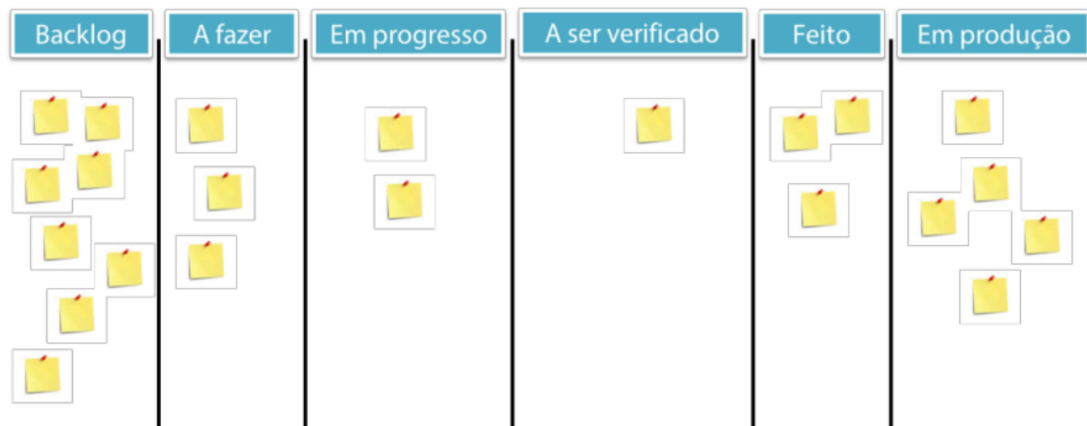 Backlog
A fazer
Em progresso
A ser verificado
Feito
Em produção